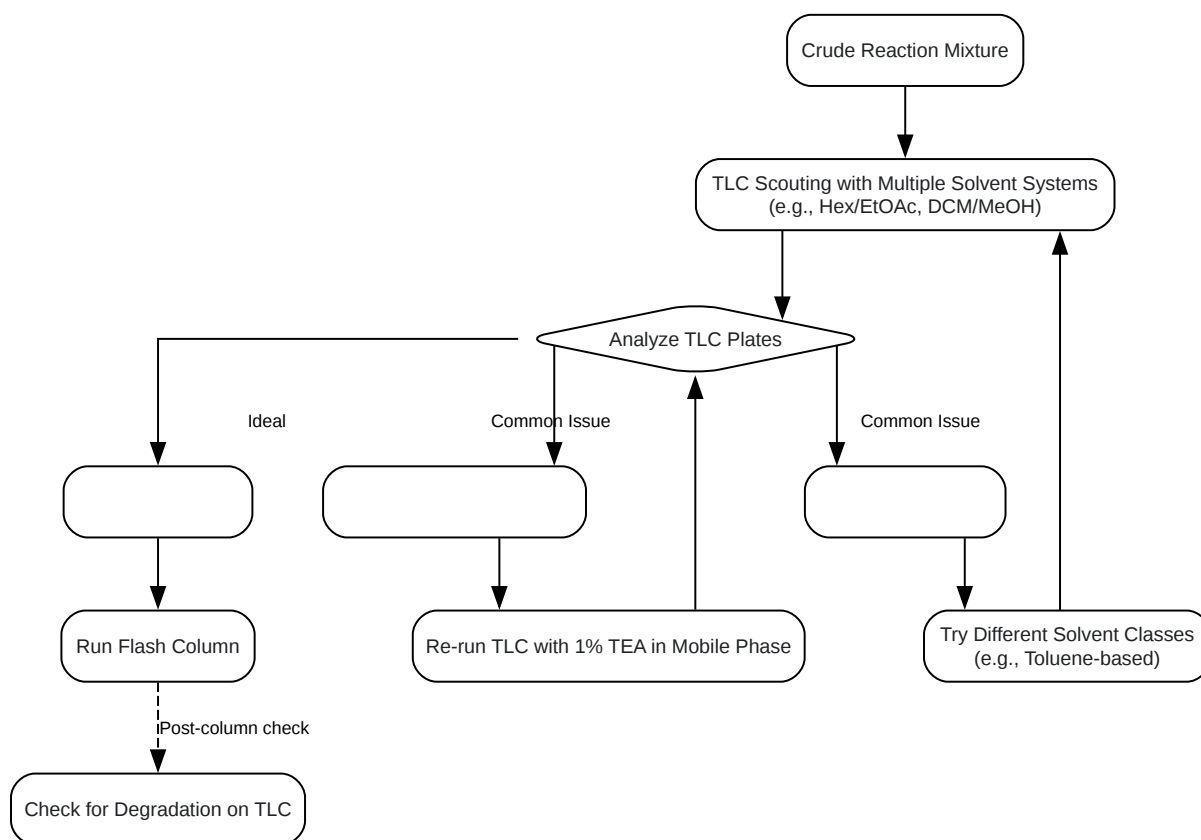 Crude Reaction Mixture
TLC Scouting with Multiple Solvent Systems
(e.g., Hex/EtOAc, DCM/MeOH)
Analyze TLC Plates
Ideal
Common Issue
Common Issue
Run Flash Column
Re-run TLC with 1% TEA in Mobile Phase
Try Different Solvent Classes
(e.g., Toluene-based)
Post-column check
Check for Degradation on TLC